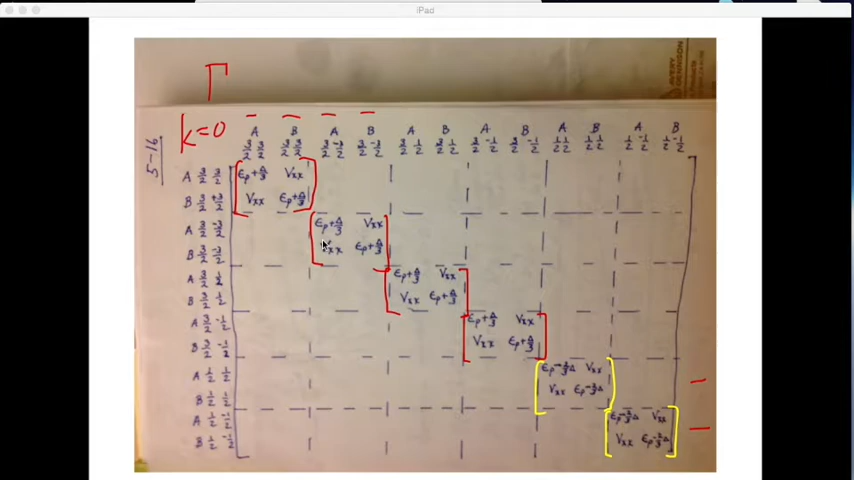 iPad
AVERY
DENNISON
Γ
k=0
5-16
A B A B A B A B A B A B
3/2 3/2 3/2 3/2 3/2 -3/2 3/2 -3/2 3/2 1/2 3/2 1/2 3/2 -1/2 3/2 -1/2 1/2 1/2 1/2 1/2 1/2 -1/2 1/2 -1/2
A 3/2 3/2 εp+Δ/3 Vxx
B 3/2 +3/2 Vxx εp+Δ/3
A 3/2 -3/2 εp+Δ/3 Vxx
B 3/2 -3/2 Vxx εp+Δ/3
A 3/2 1/2 εp+Δ/3 Vxx
B 3/2 1/2 Vxx εp+Δ/3
A 3/2 -1/2 εp+Δ/3 Vxx
B 3/2 -1/2 Vxx εp+Δ/3
A 1/2 1/2 εp-2/3Δ Vxx
B 1/2 1/2 Vxx εp-2/3Δ
A 1/2 -1/2 εp-2/3Δ Vxx
B 1/2 -1/2 Vxx εp-2/3Δ